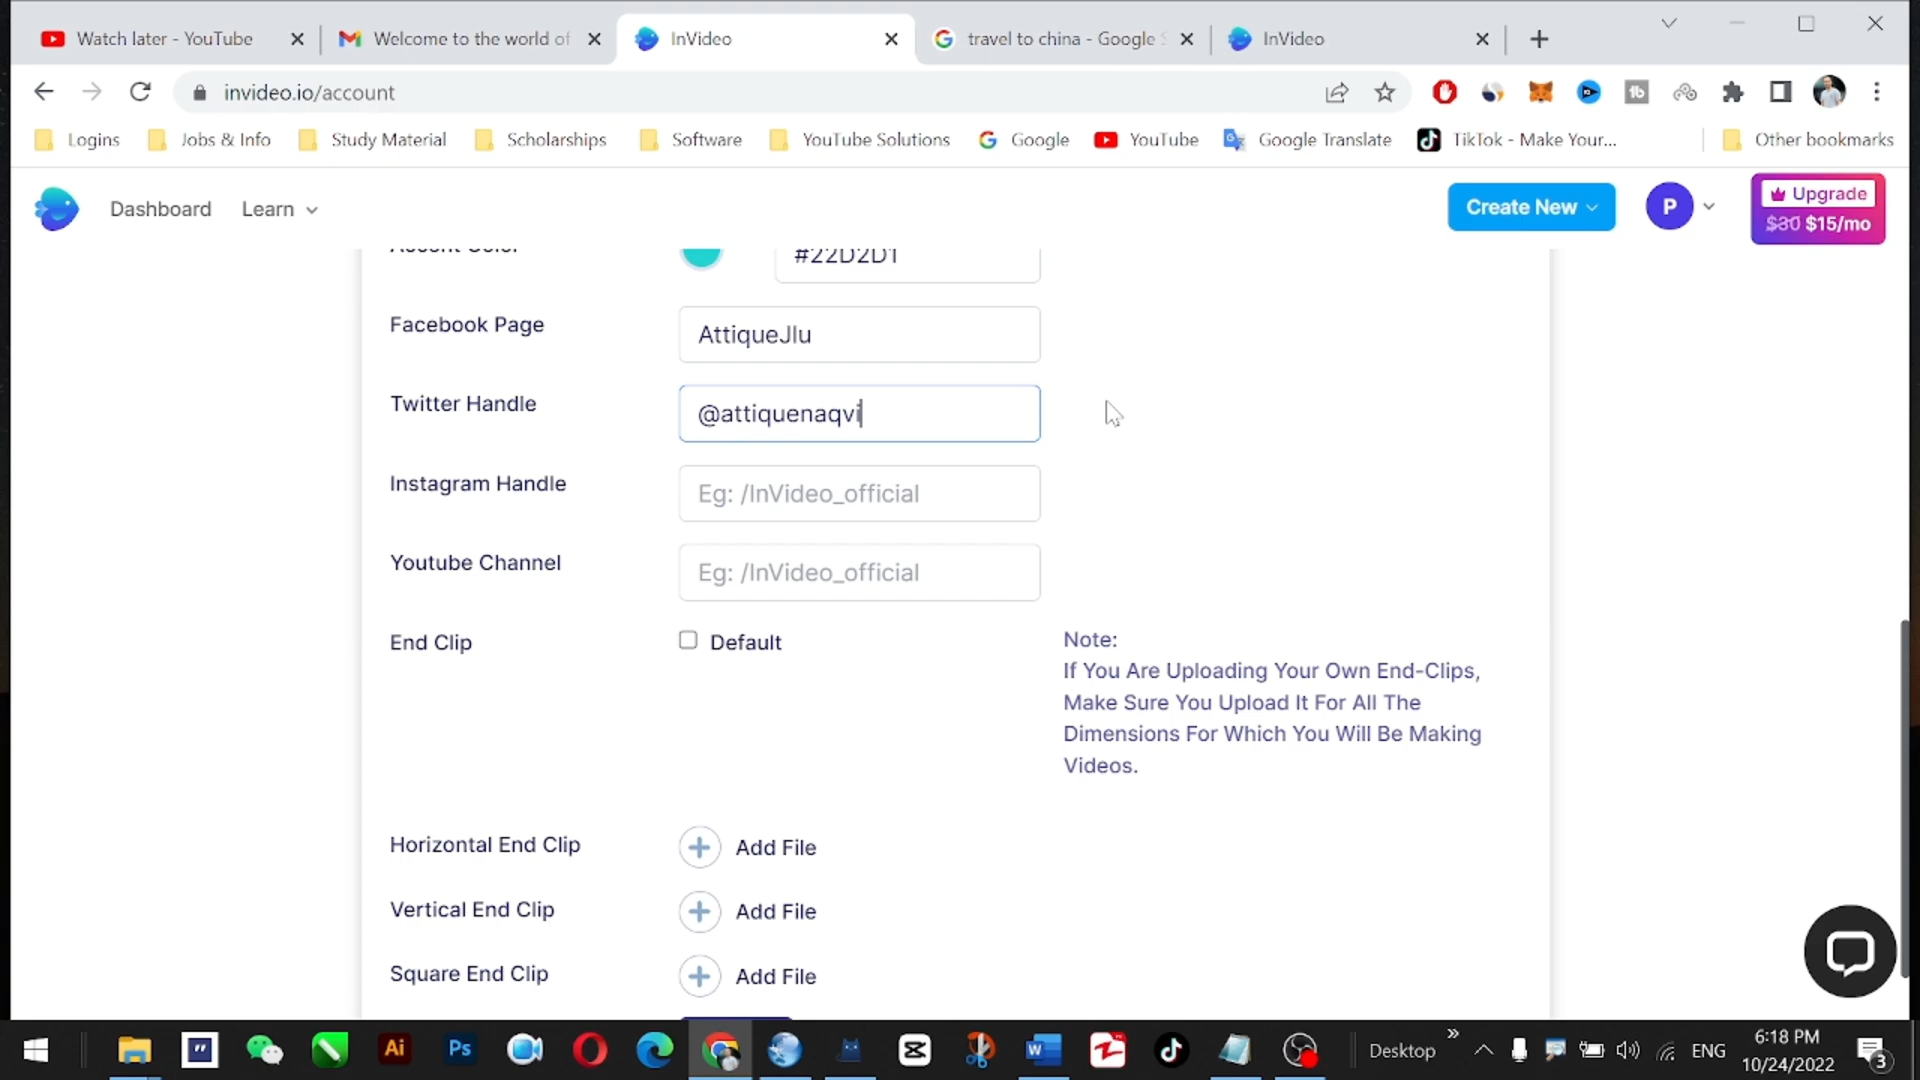 Watch later - YouTube
Welcome to the world of
InVideo
travel to china - Google S
InVideo
invideo.io/account
Logins
Jobs & Info
Study Material
Scholarships
Software
YouTube Solutions
Google
YouTube
Google Translate
TikTok - Make Your...
Other bookmarks
Dashboard
Learn
Create New
P
Upgrade
$30 $15/mo
Accent Color
#22D2D1
Facebook Page
AttiqueJlu
Twitter Handle
@attiquenaqvi
Instagram Handle
Eg: /InVideo_official
Youtube Channel
Eg: /InVideo_official
End Clip
Default
Note:
If You Are Uploading Your Own End-Clips,
Make Sure You Upload It For All The
Dimensions For Which You Will Be Making
Videos.
Horizontal End Clip
Add File
Vertical End Clip
Add File
Square End Clip
Add File
Ai
Ps
W
Desktop
ENG
6:18 PM
10/24/2022
3